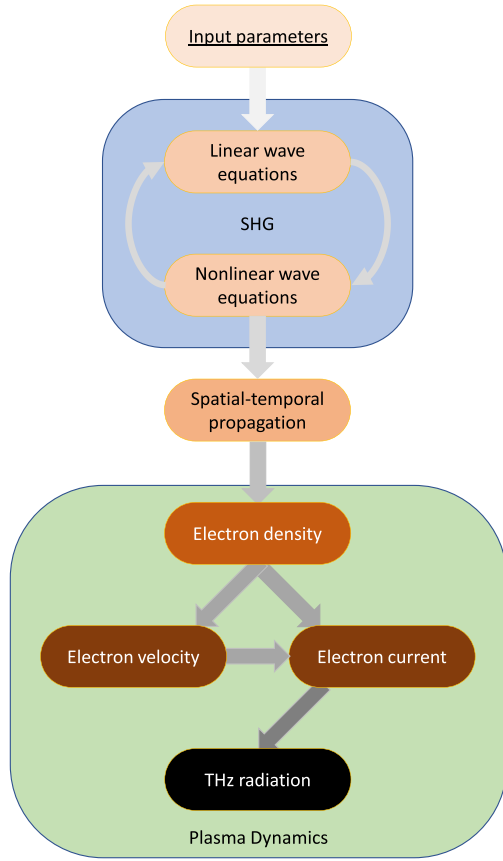 Input parameters
Linear wave
equations
SHG
Nonlinear wave
equations
Spatial-temporal
propagation
Electron density
Electron velocity
Electron current
THz radiation
Plasma Dynamics